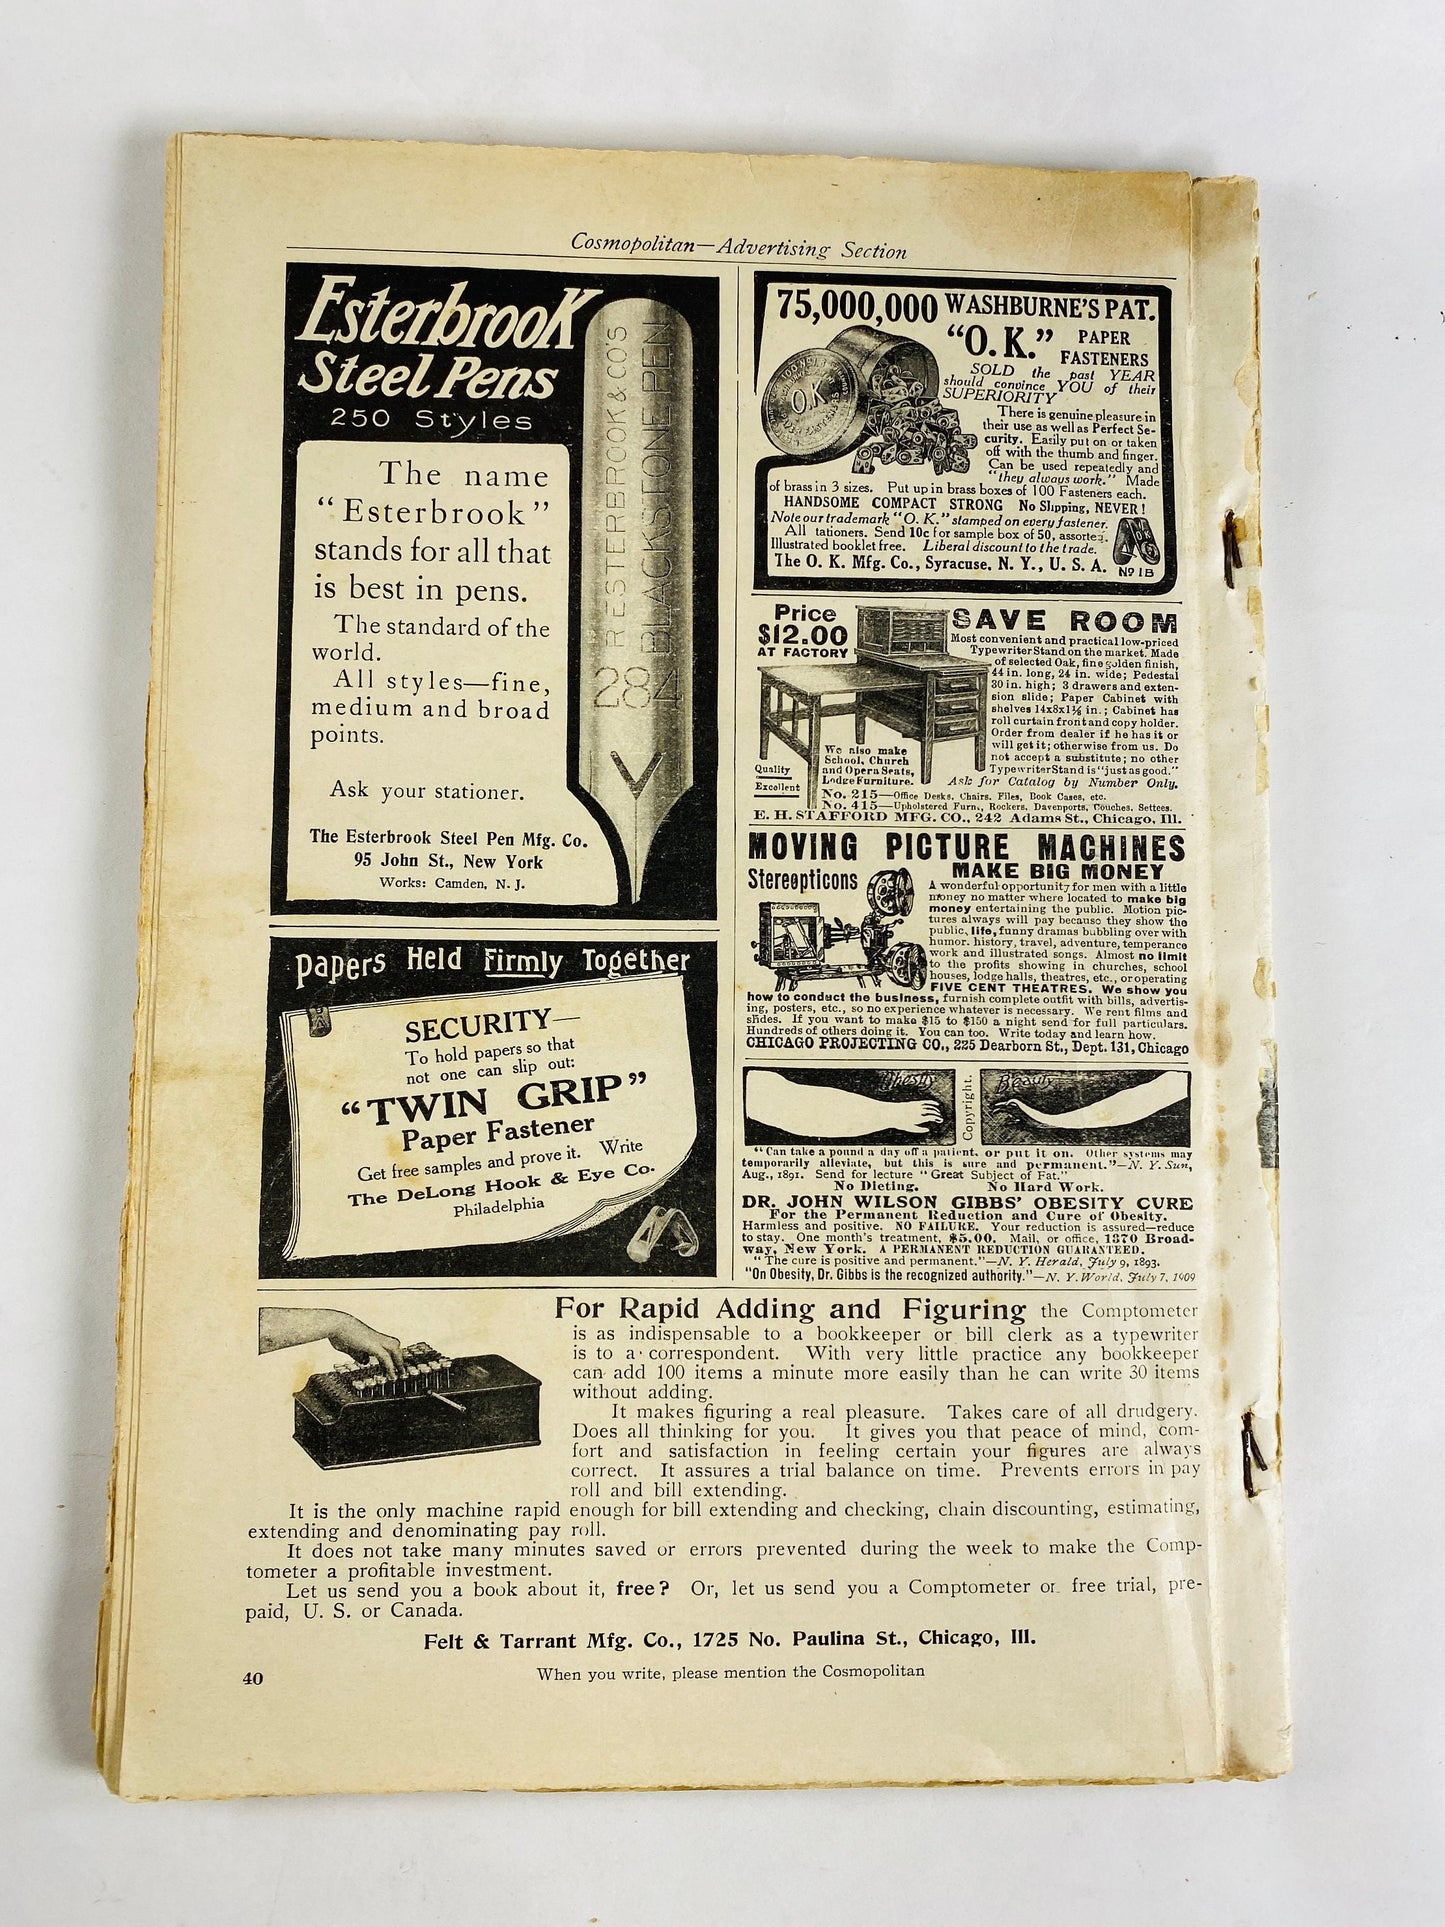 Cosmopolitan—Advertising Section
Esterbrook
Steel Pens
250 Styles
The name
"Esterbrook"
stands for all that
is best in pens.
The standard of the
world.
All styles—fine,
medium and broad
points.
Ask your stationer.
The Esterbrook Steel Pen Mfg. Co.
95 John St., New York
Works: Camden, N. J.
R ESTERBROOK & CO'S
BLACKSTONE PEN
28
Papers Held Firmly Together
SECURITY—
To hold papers so that
not one can slip out:
"TWIN GRIP"
Paper Fastener
Get free samples and prove it. Write
The DeLong Hook & Eye Co.
Philadelphia
75,000,000 WASHBURNE'S PAT.
"O.K." PAPER
FASTENERS
SOLD the past YEAR
should convince YOU of their
SUPERIORITY
There is genuine pleasure in
their use as well as Perfect Se-
curity. Easily put on or taken
off with the thumb and finger.
Can be used repeatedly and
"they always work." Made
of brass in 3 sizes. Put up in brass boxes of 100 Fasteners each.
HANDSOME COMPACT STRONG No Slipping, NEVER!
Note our trademark "O. K." stamped on every fastener.
All tationers. Send 10c for sample box of 50, assorted.
Illustrated booklet free. Liberal discount to the trade.
The O. K. Mfg. Co., Syracuse, N. Y., U. S. A.
Nº 1B
O.K
Price
$12.00
AT FACTORY
SAVE ROOM
Most convenient and practical low-priced
Typewriter Stand on the market. Made
of selected Oak, fine golden finish,
44 in. long, 24 in. wide; Pedestal
30 in. high; 3 drawers and exten-
sion slide; Paper Cabinet with
shelves 14x8x1½ in.; Cabinet has
roll curtain front and copy holder.
Order from dealer if he has it or
will get it; otherwise from us. Do
not accept a substitute; no other
Typewriter Stand is "just as good."
Ask for Catalog by Number Only.
We also make
School, Church
and Opera Seats,
Lodge Furniture.
Quality
Excellent
No. 215—Office Desks, Chairs, Files, Book Cases, etc.
No. 415—Upholstered Furn., Rockers, Davenports, Couches, Settees.
E. H. STAFFORD MFG. CO., 242 Adams St., Chicago, Ill.
MOVING PICTURE MACHINES
Stereopticons
MAKE BIG MONEY
A wonderful opportunity for men with a little
money no matter where located to make big
money entertaining the public. Motion pic-
tures always will pay because they show the
public, life, funny dramas bubbling over with
humor, history, travel, adventure, temperance
work and illustrated songs. Almost no limit
to the profits showing in churches, school
houses, lodge halls, theatres, etc., or operating
FIVE CENT THEATRES. We show you
how to conduct the business, furnish complete outfit with bills, advertis-
ing, posters, etc., so no experience whatever is necessary. We rent films and
slides. If you want to make $15 to $150 a night send for full particulars.
Hundreds of others doing it. You can too. Write today and learn how.
CHICAGO PROJECTING CO., 225 Dearborn St., Dept. 131, Chicago
Obesity
Copyright.
Beauty
"Can take a pound a day off a patient, or put it on. Other systems may
temporarily alleviate, but this is sure and permanent."—N. Y. Sun,
Aug., 1891. Send for lecture "Great Subject of Fat."
No Dieting. No Hard Work.
DR. JOHN WILSON GIBBS' OBESITY CURE
For the Permanent Reduction and Cure of Obesity.
Harmless and positive. NO FAILURE. Your reduction is assured—reduce
to stay. One month's treatment, $5.00. Mail, or office, 1370 Broad-
way, New York. A PERMANENT REDUCTION GUARANTEED.
"The cure is positive and permanent."—N. Y. Herald, July 9, 1893.
"On Obesity, Dr. Gibbs is the recognized authority."—N. Y. World, July 7, 1909
For Rapid Adding and Figuring the Comptometer
is as indispensable to a bookkeeper or bill clerk as a typewriter
is to a correspondent. With very little practice any bookkeeper
can add 100 items a minute more easily than he can write 30 items
without adding.
It makes figuring a real pleasure. Takes care of all drudgery.
Does all thinking for you. It gives you that peace of mind, com-
fort and satisfaction in feeling certain your figures are always
correct. It assures a trial balance on time. Prevents errors in pay
roll and bill extending.
It is the only machine rapid enough for bill extending and checking, chain discounting, estimating,
extending and denominating pay roll.
It does not take many minutes saved or errors prevented during the week to make the Comp-
tometer a profitable investment.
Let us send you a book about it, free? Or, let us send you a Comptometer on free trial, pre-
paid, U. S. or Canada.
Felt & Tarrant Mfg. Co., 1725 No. Paulina St., Chicago, Ill.
40
When you write, please mention the Cosmopolitan